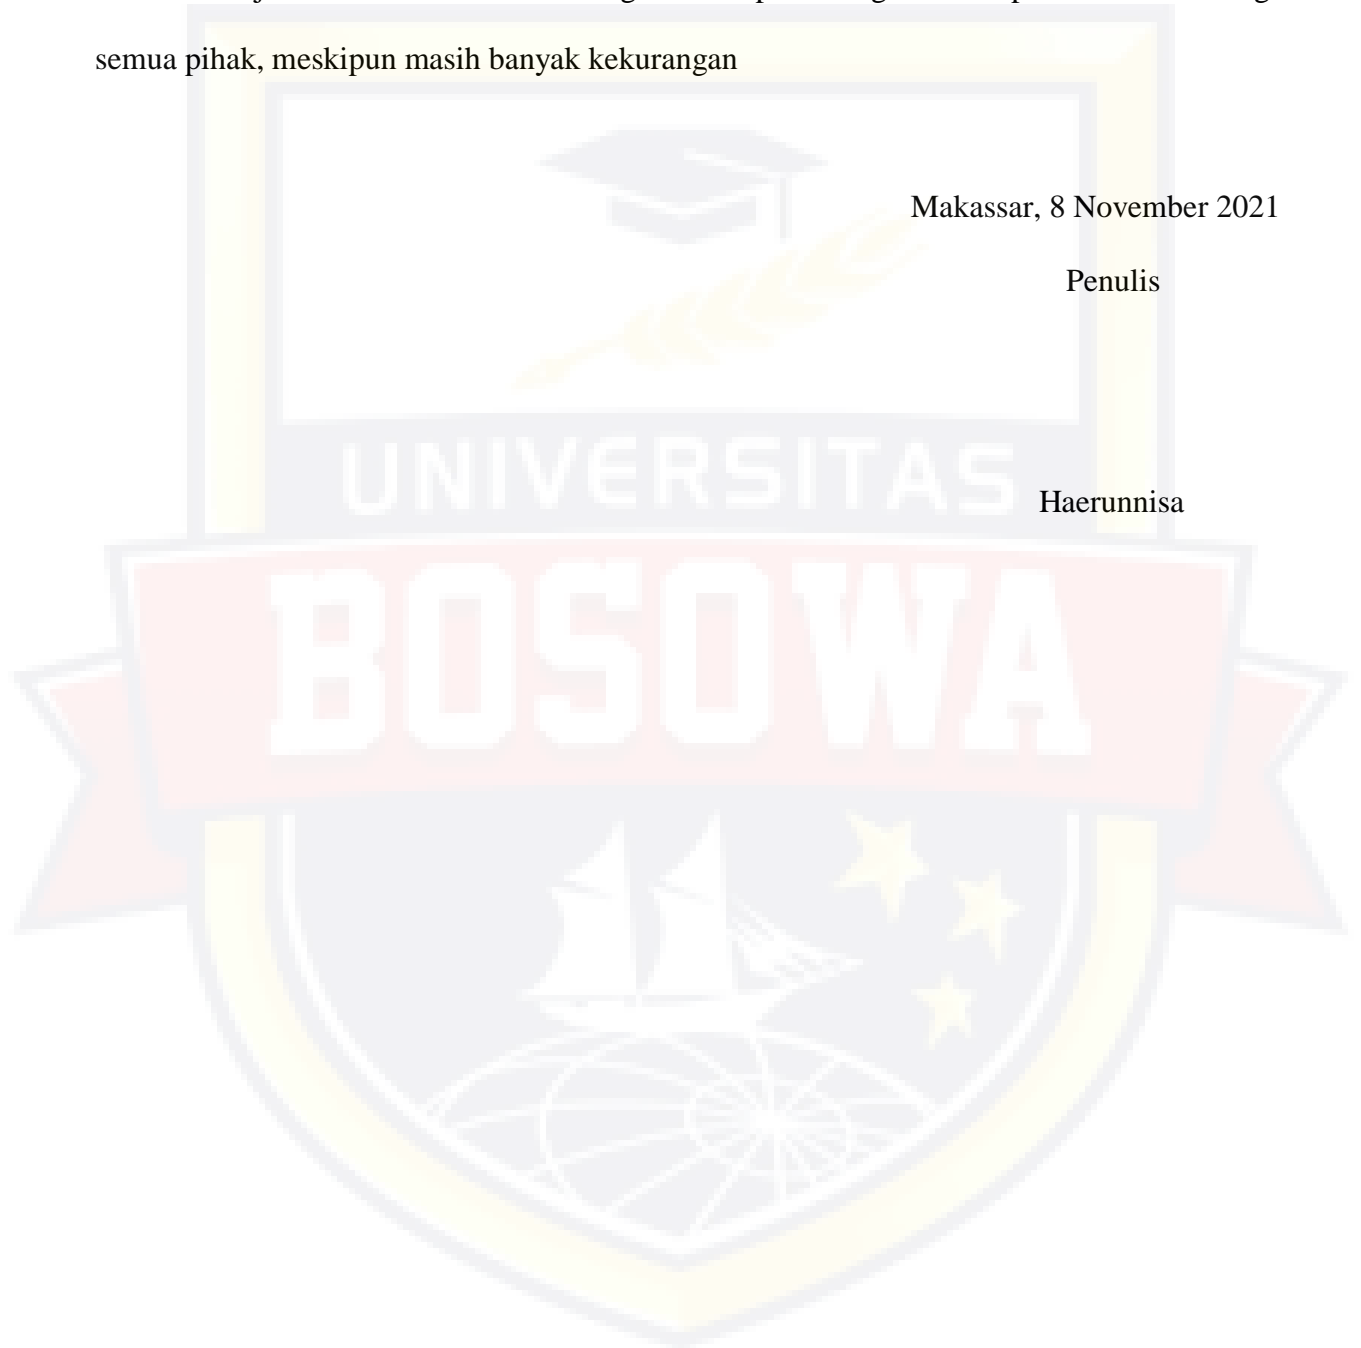 semua pihak, meskipun masih banyak kekurangan
Makassar, 8 November 2021
Penulis
Haerunnisa
UNIVERSITAS
BOSOWA